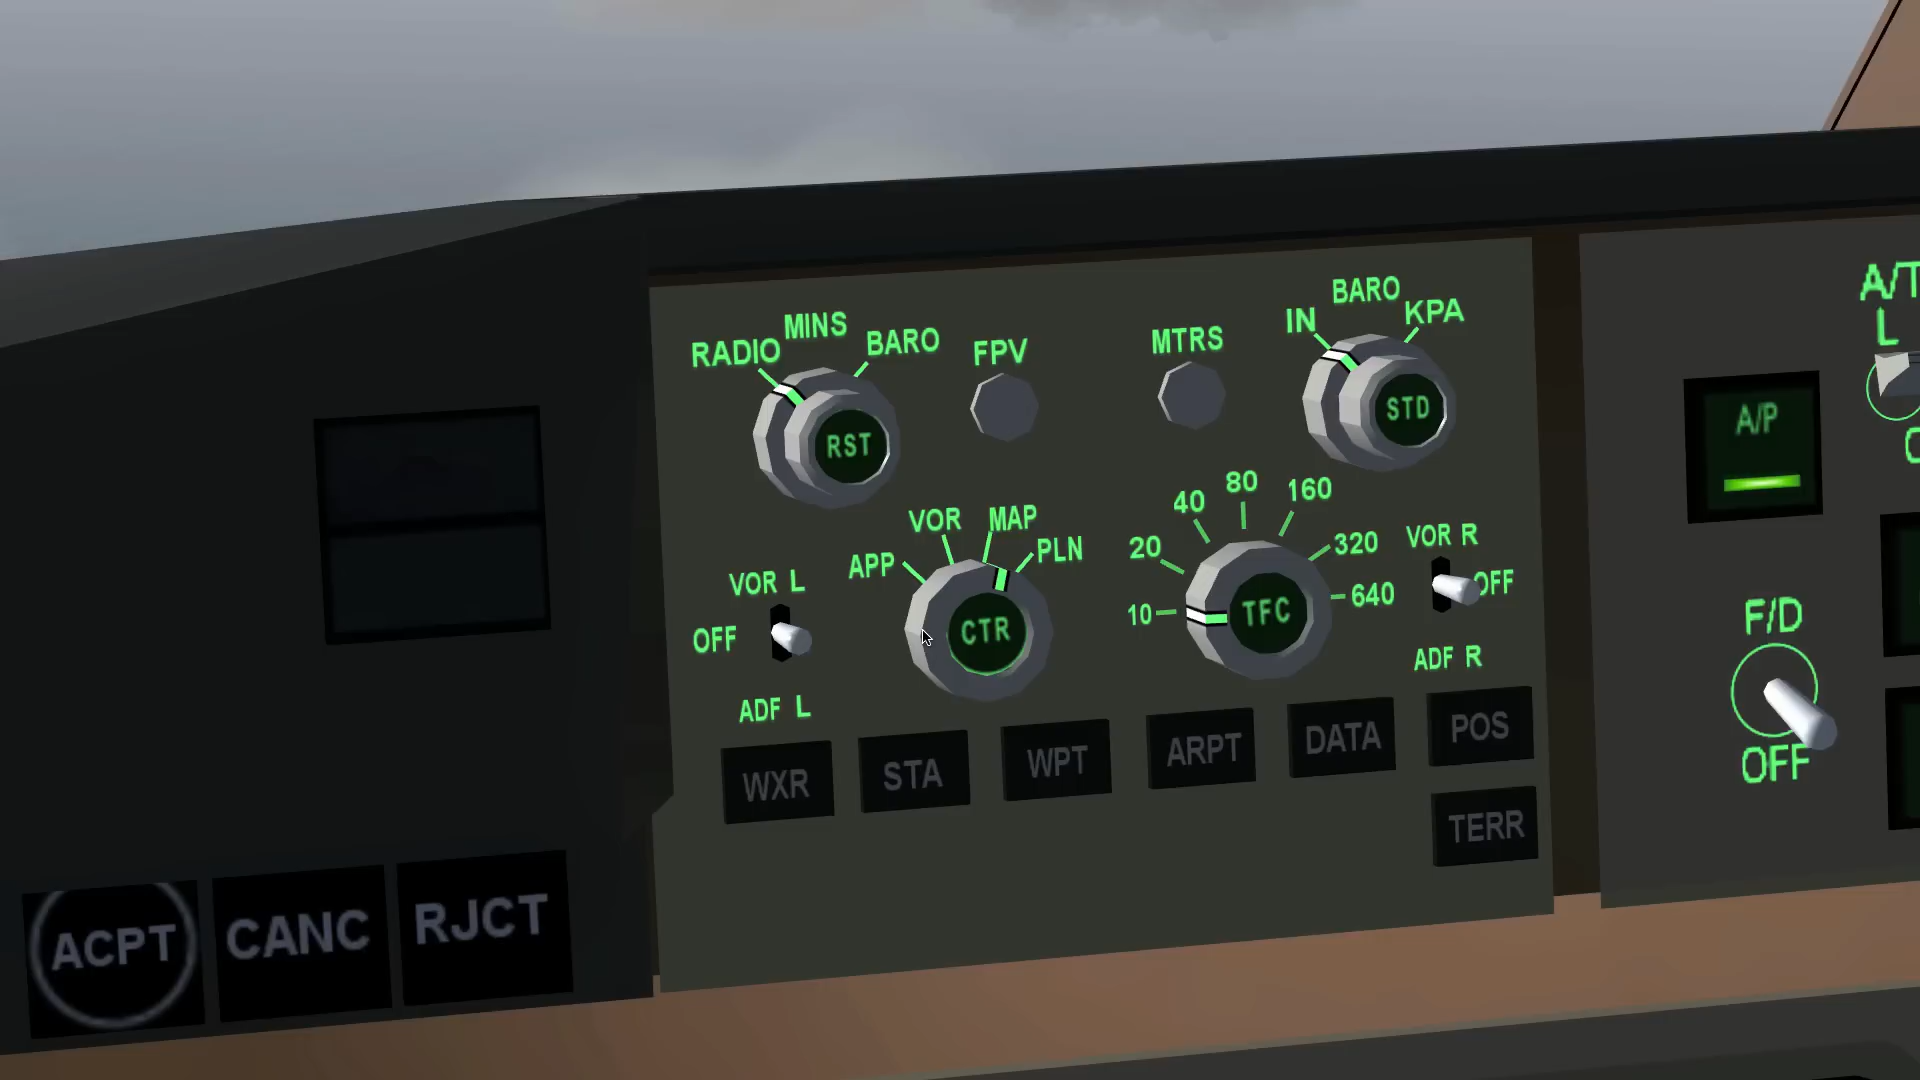 MINS
RADIO
BARO
RST
FPV
MTRS
BARO
IN
KPA
STD
A/T
L
A/P
VOR
MAP
APP
PLN
CTR
VOR L
OFF
ADF L
80
40
160
20
320
10
640
TFC
VOR R
OFF
ADF R
F/D
OFF
WXR
STA
WPT
ARPT
DATA
POS
TERR
ACPT
CANC
RJCT